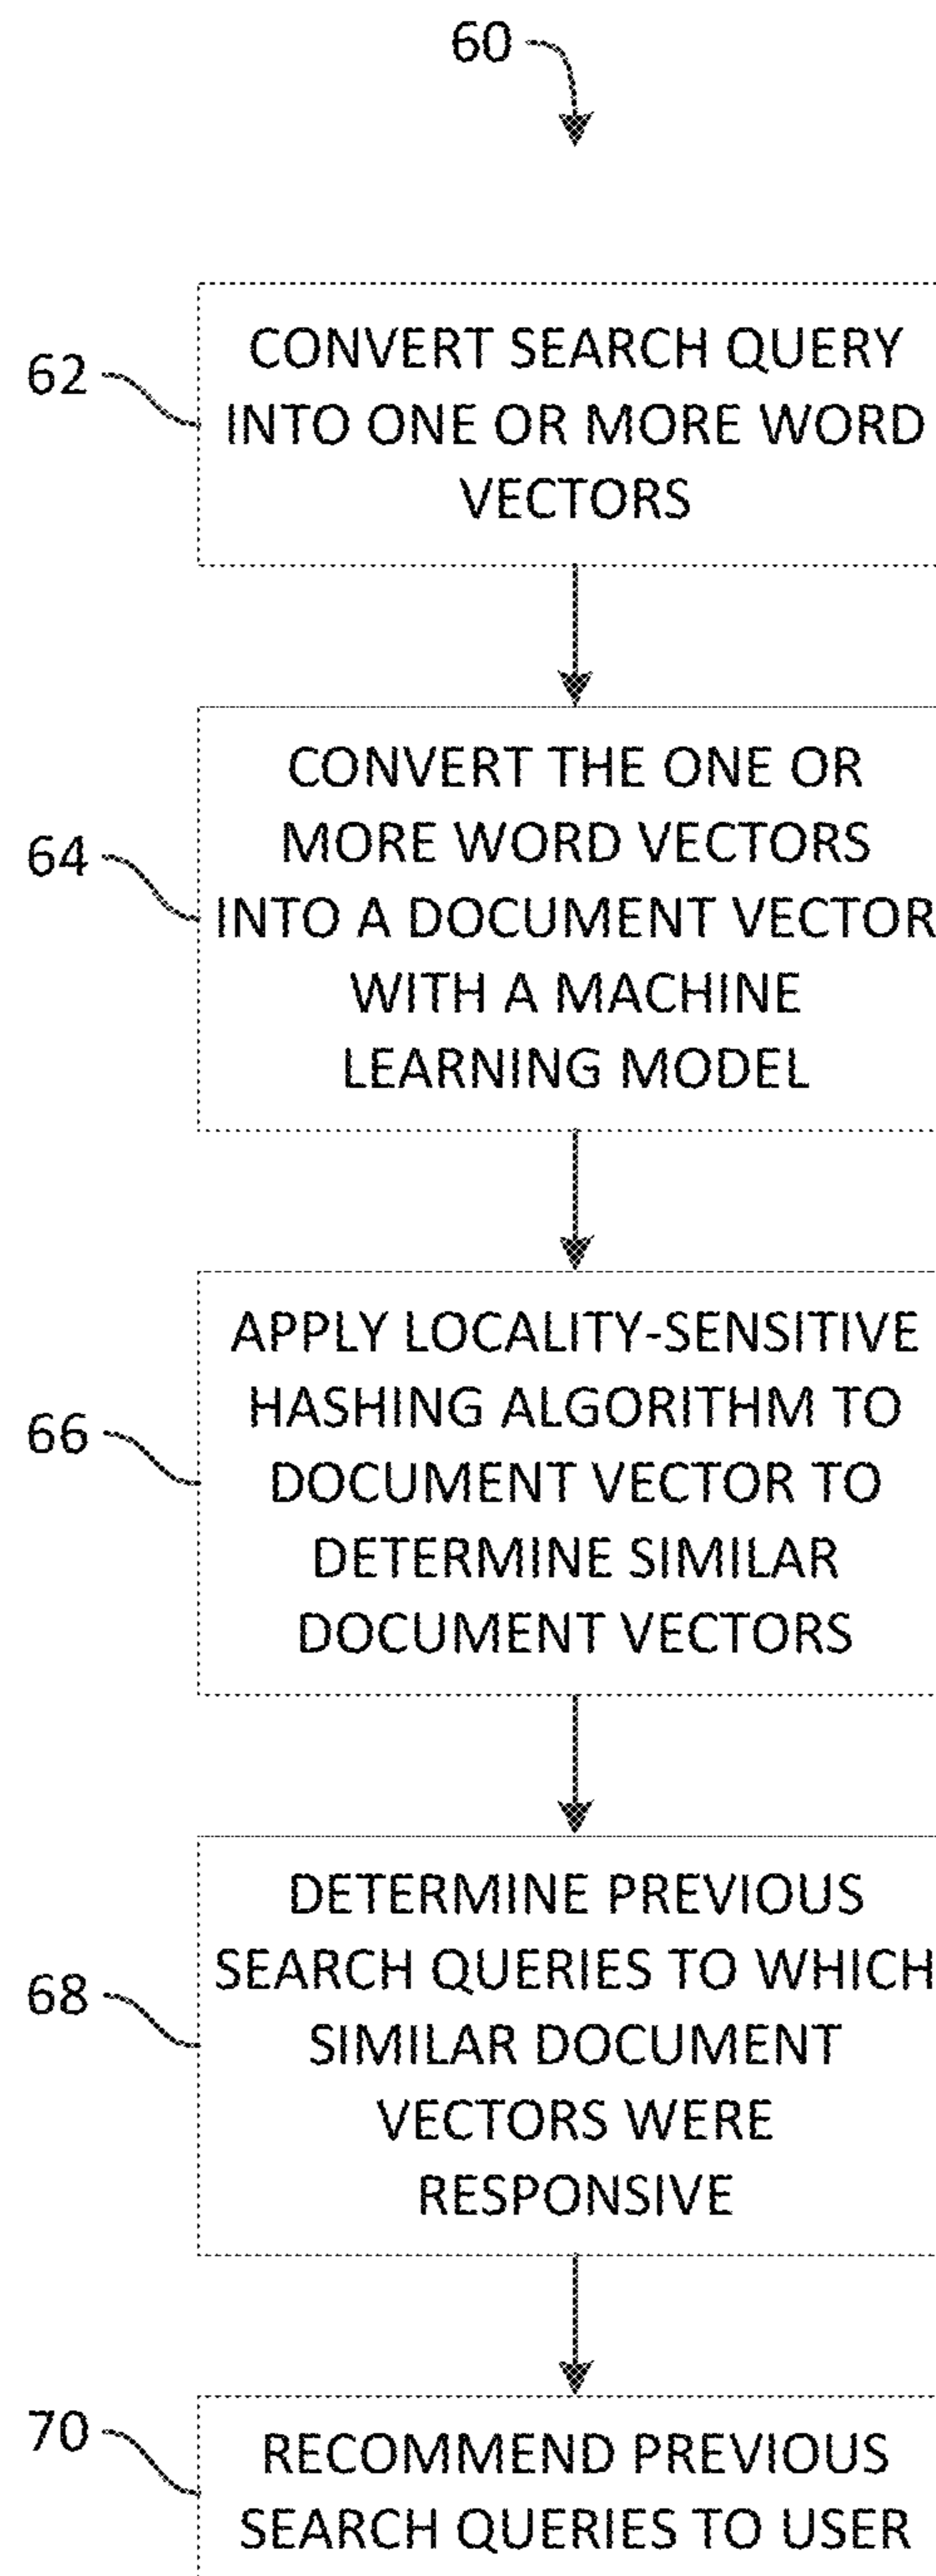 60
62
CONVERT SEARCH QUERY
INTO ONE OR MORE WORD
VECTORS
64
CONVERT THE ONE OR
MORE WORD VECTORS
INTO A DOCUMENT VECTOR
WITH A MACHINE
LEARNING MODEL
66
APPLY LOCALITY-SENSITIVE
HASHING ALGORITHM TO
DOCUMENT VECTOR TO
DETERMINE SIMILAR
DOCUMENT VECTORS
68
DETERMINE PREVIOUS
SEARCH QUERIES TO WHICH
SIMILAR DOCUMENT
VECTORS WERE
RESPONSIVE
70
RECOMMEND PREVIOUS
SEARCH QUERIES TO USER